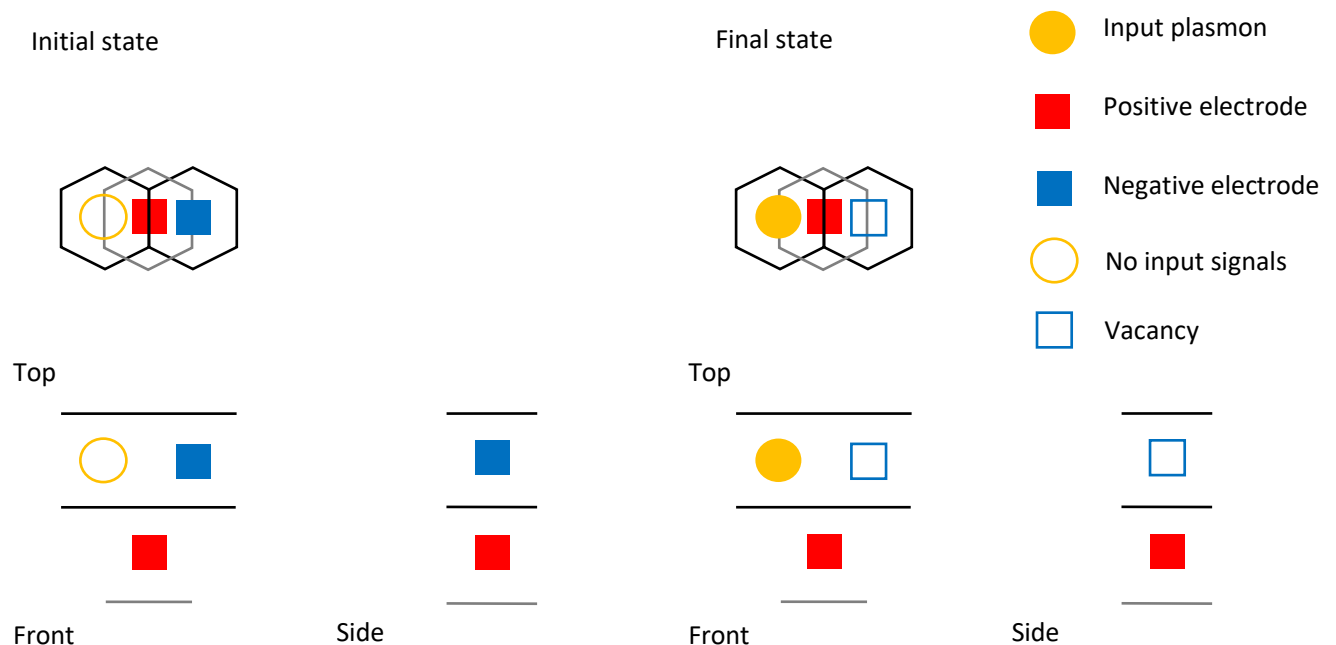 Initial state
Final state
Input plasmon
Positive electrode
Negative electrode
No input signals
Vacancy
Top
Top
Front
Side
Front
Side